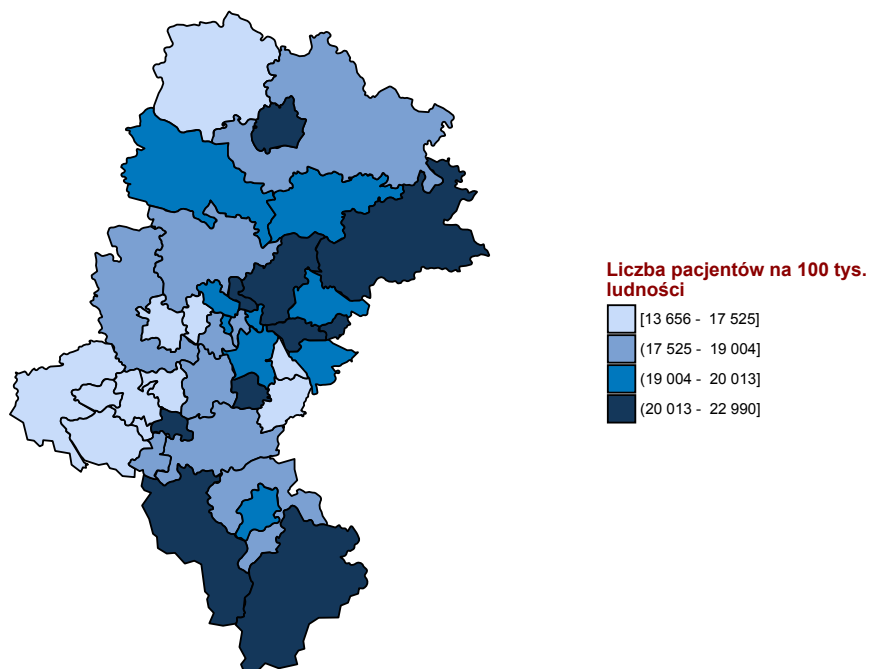 Liczba pacjentów na 100 tys.
ludności
[13 656 - 17 525]
(17 525 - 19 004]
(19 004 - 20 013]
(20 013 - 22 990]